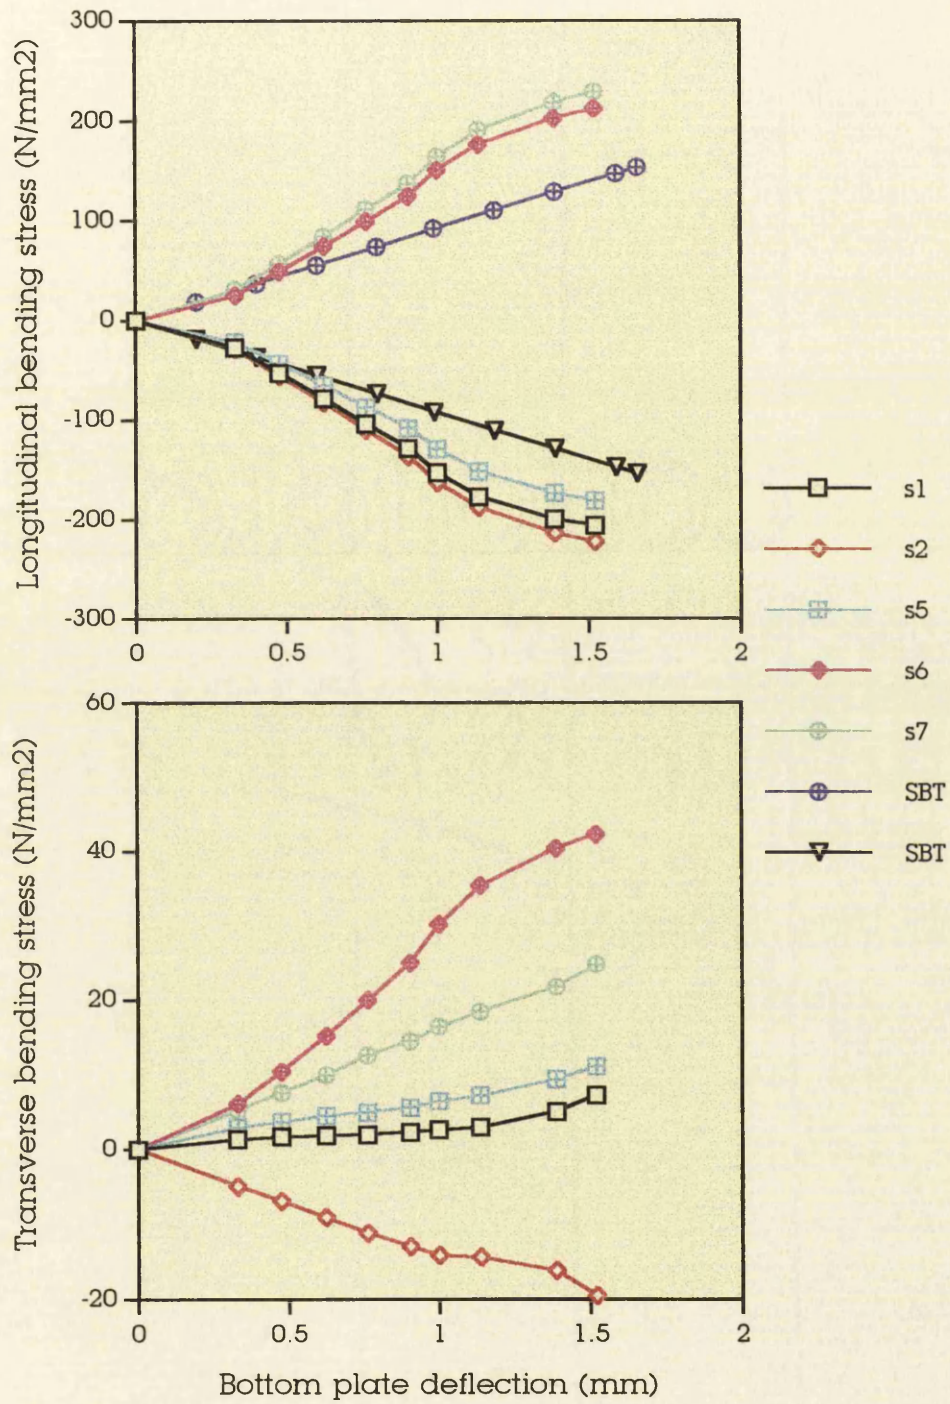 300
200
100
0
-100
-200
-300
Longitudinal bending stress (N/mm2)
0 0.5 1 1.5 2
s1
s2
s5
s6
s7
SBT
SBT
60
40
20
0
-20
Transverse bending stress (N/mm2)
0 0.5 1 1.5 2
Bottom plate deflection (mm)